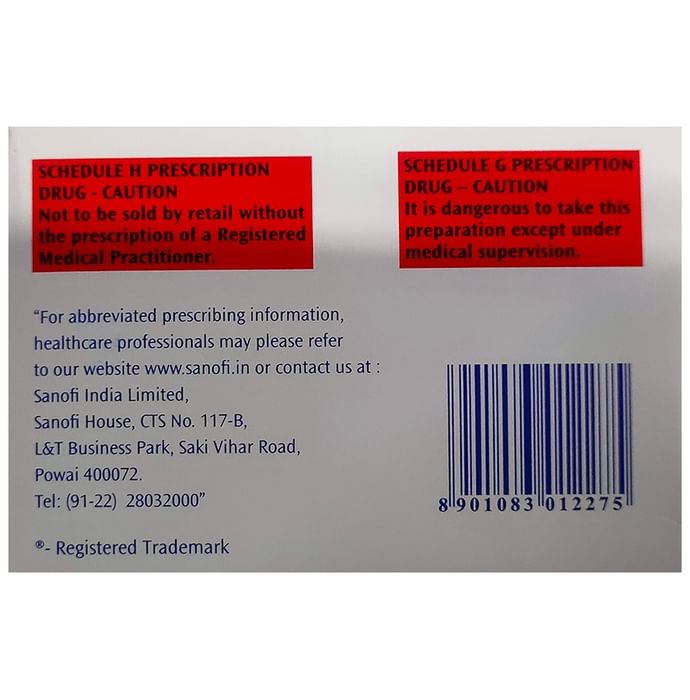 SCHEDULE H PRESCRIPTION
DRUG - CAUTION
Not to be sold by retail without
the prescription of a Registered
Medical Practitioner.
SCHEDULE G PRESCRIPTION
DRUG – CAUTION
It is dangerous to take this
preparation except under
medical supervision.
“For abbreviated prescribing information,
healthcare professionals may please refer
to our website www.sanofi.in or contact us at :
Sanofi India Limited,
Sanofi House, CTS No. 117-B,
L&T Business Park, Saki Vihar Road,
Powai 400072.
Tel: (91-22) 28032000”
®- Registered Trademark
8 901083 012275